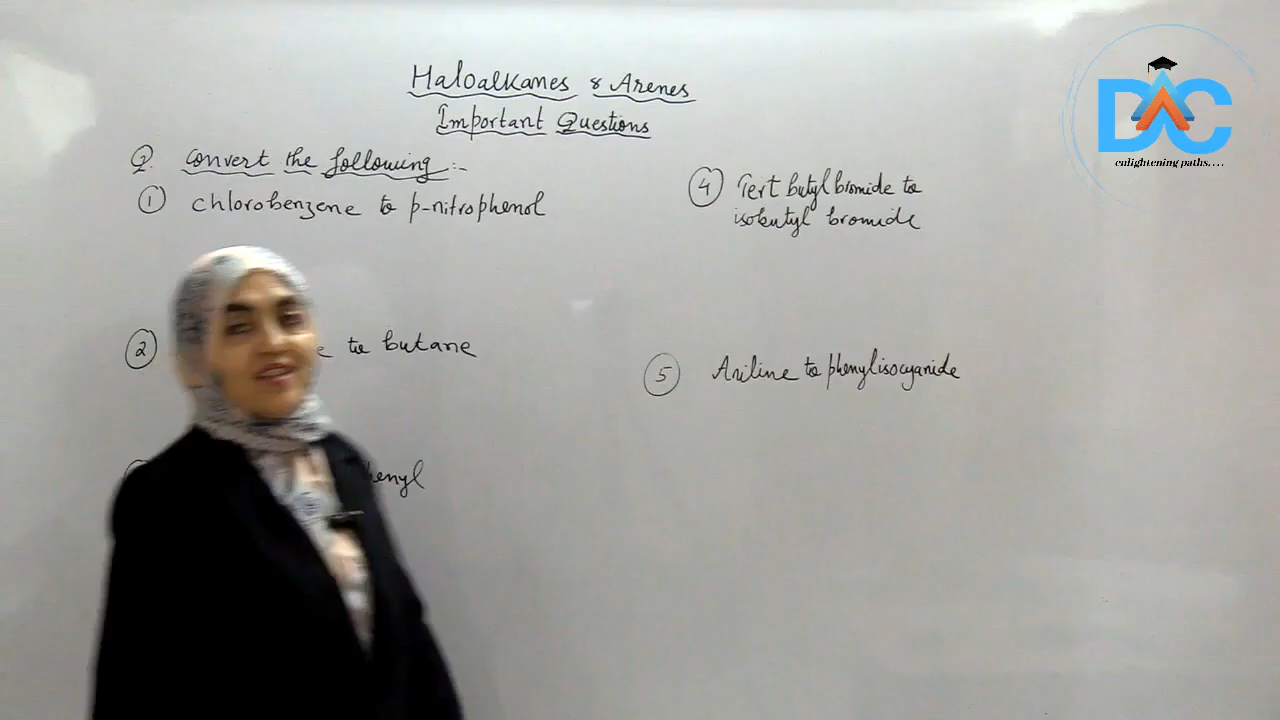 Haloalkanes & Arenes
Important Questions
Q. Convert the following :-
① chlorobenzene to p-nitrophenol
② to butane
④ Tert butyl bromide to
isobutyl bromide
⑤ Aniline to phenylisocyanide
DAC
enlightening paths....